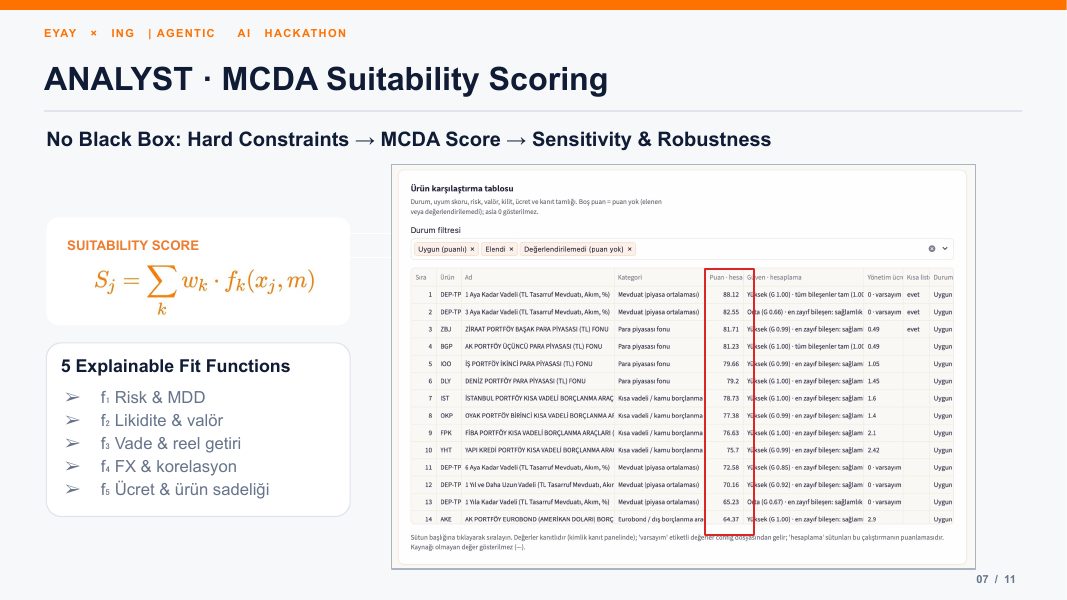 EYAY × ING | AGENTIC AI HACKATHON
ANALYST · MCDA Suitability Scoring
No Black Box: Hard Constraints → MCDA Score → Sensitivity & Robustness
SUITABILITY SCORE
S_j = ∑_k w_k · f_k(x_j, m)
5 Explainable Fit Functions
➢ f₁ Risk & MDD
➢ f₂ Likidite & valör
➢ f₃ Vade & reel getiri
➢ f₄ FX & korelasyon
➢ f₅ Ücret & ürün sadeliği
Ürün karşılaştırma tablosu
Durum, uyum skoru, risk, valör, kilit, ücret ve kanıt tamlığı. Boş puan = puan yok (elenen
veya değerlendirilemedi); asla 0 gösterilmez.
Durum filtresi
Uygun (puanlı) × Elendi × Değerlendirilemedi (puan yok) ×
Sıra Ürün Ad Kategori Puan · hesa Güven · hesaplama Yönetim ücr Kısa list Durum
1 DEP-TP 1 Aya Kadar Vadeli (TL Tasarruf Mevduatı, Akım, %) Mevduat (piyasa ortalaması) 88.12 Yüksek (G 1.00) · tüm bileşenler tam (1.00 0 · varsayım evet Uygun
2 DEP-TP 3 Aya Kadar Vadeli (TL Tasarruf Mevduatı, Akım, %) Mevduat (piyasa ortalaması) 82.55 Orta (G 0.66) · en zayıf bileşen: sağlamlık 0 · varsayım evet Uygun
3 ZBJ ZİRAAT PORTFÖY BAŞAK PARA PİYASASI (TL) FONU Para piyasası fonu 81.71 Yüksek (G 0.99) · en zayıf bileşen: sağlaml 0.49 evet Uygun
4 BGP AK PORTFÖY ÜÇÜNCÜ PARA PİYASASI (TL) FONU Para piyasası fonu 81.23 Yüksek (G 1.00) · tüm bileşenler tam (1.00 0.49 Uygun
5 IOO İŞ PORTFÖY İKİNCİ PARA PİYASASI (TL) FONU Para piyasası fonu 79.66 Yüksek (G 0.99) · en zayıf bileşen: sağlaml 1.05 Uygun
6 DLY DENİZ PORTFÖY PARA PİYASASI (TL) FONU Para piyasası fonu 79.2 Yüksek (G 1.00) · en zayıf bileşen: sağlaml 1.45 Uygun
7 IST İSTANBUL PORTFÖY KISA VADELİ BORÇLANMA ARAÇ Kısa vadeli / kamu borçlanma 78.73 Yüksek (G 1.00) · en zayıf bileşen: sağlaml 1.6 Uygun
8 OKP OYAK PORTFÖY BİRİNCİ KISA VADELİ BORÇLANMA AR Kısa vadeli / kamu borçlanma 77.38 Yüksek (G 0.99) · en zayıf bileşen: sağlaml 1.4 Uygun
9 FPK FİBA PORTFÖY KISA VADELİ BORÇLANMA ARAÇLARI ( Kısa vadeli / kamu borçlanma 76.63 Yüksek (G 1.00) · en zayıf bileşen: sağlaml 2.1 Uygun
10 YHT YAPI KREDİ PORTFÖY KISA VADELİ BORÇLANMA ARAÇ Kısa vadeli / kamu borçlanma 75.7 Yüksek (G 0.99) · en zayıf bileşen: sağlaml 2.42 Uygun
11 DEP-TP 6 Aya Kadar Vadeli (TL Tasarruf Mevduatı, Akım, %) Mevduat (piyasa ortalaması) 72.58 Yüksek (G 0.85) · en zayıf bileşen: sağlaml 0 · varsayım Uygun
12 DEP-TP 1 Yıl ve Daha Uzun Vadeli (TL Tasarruf Mevduatı, Akır Mevduat (piyasa ortalaması) 70.16 Yüksek (G 0.92) · en zayıf bileşen: sağlaml 0 · varsayım Uygun
13 DEP-TP 1 Yıla Kadar Vadeli (TL Tasarruf Mevduatı, Akım, %) Mevduat (piyasa ortalaması) 65.23 Orta (G 0.67) · en zayıf bileşen: sağlamlık 0 · varsayım Uygun
14 AKE AK PORTFÖY EUROBOND (AMERİKAN DOLARI) BORÇ Eurobond / dış borçlanma ara 64.37 Yüksek (G 1.00) · en zayıf bileşen: sağlaml 2.9 Uygun
Sütun başlığına tıklayarak sıralayın. Değerler kanıtlıdır (kimlik kanıt panelinde); 'varsayım' etiketli değerler config dosyasından gelir; 'hesaplama' sütunları bu çalıştırmanın puanlamasıdır.
Kaynağı olmayan değer gösterilmez (—).
07 / 11